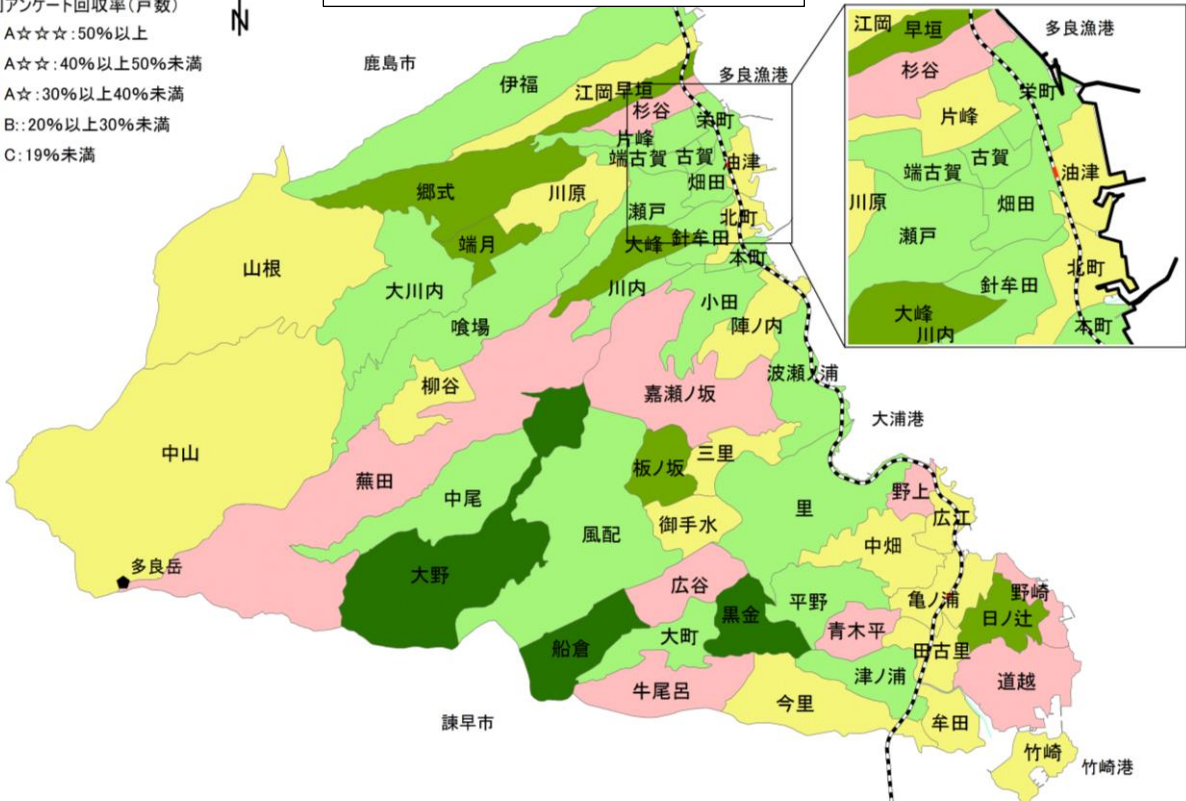 アンケート回収率(戸数)
A☆☆☆:50%以上
A☆☆:40%以上50%未満
A☆:30%以上40%未満
B::20%以上30%未満
C:19%未満
N
鹿島市
多良漁港
伊福
江岡
早垣
杉谷
栄町
片峰
端古賀
古賀
油津
畑田
郷式
川原
瀬戸
北町
端月
大峰
針牟田
本町
山根
大川内
川内
小田
喰場
陣ノ内
波瀬ノ浦
柳谷
嘉瀬ノ坂
大浦港
中山
蕪田
板ノ坂
三里
中尾
野上
里
広江
御手水
風配
中畑
多良岳
大野
広谷
野崎
黒金
平野
亀ノ浦
日ノ辻
青木平
大町
船倉
田古里
津ノ浦
道越
牛尾呂
今里
諫早市
牟田
竹崎
竹崎港
江岡
早垣
多良漁港
杉谷
栄町
片峰
古賀
端古賀
油津
川原
畑田
瀬戸
北町
針牟田
大峰
川内
本町